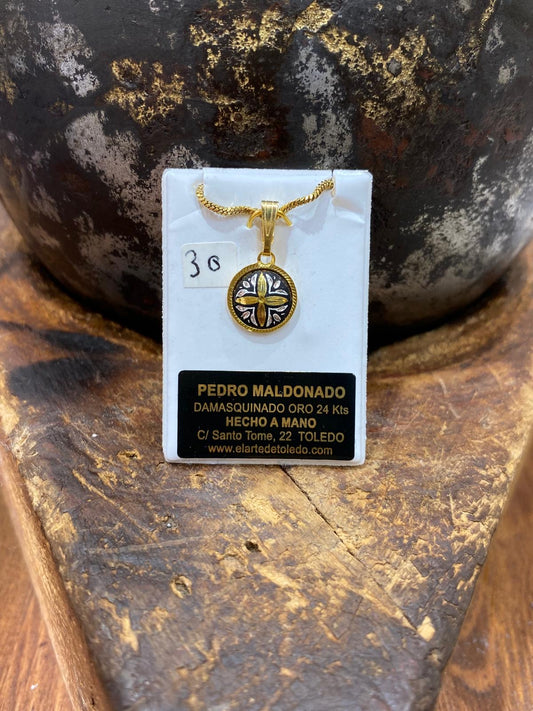 30
PEDRO MALDONADO
DAMASQUINADO ORO 24 Kts
HECHO A MANO
C/ Santo Tome, 22 TOLEDO
www.elartedetoledo.com